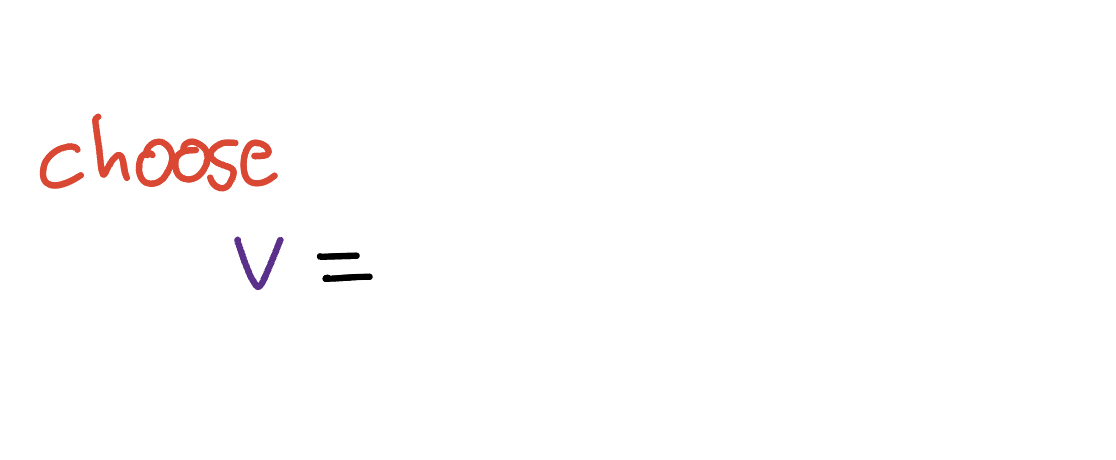 choose
V =